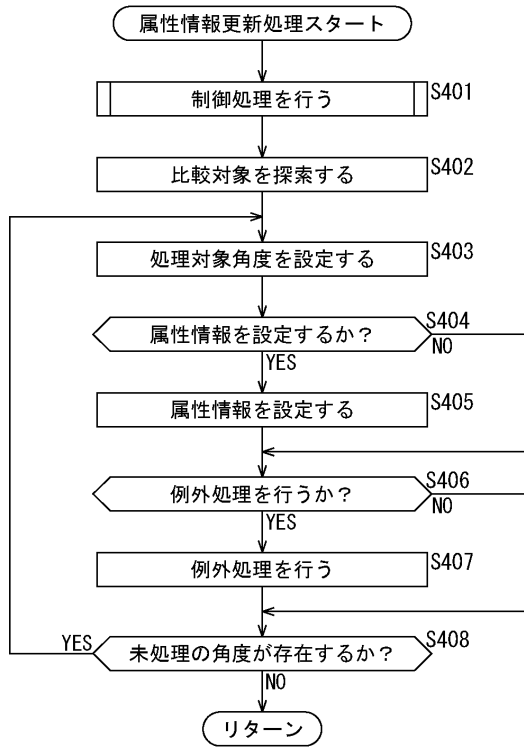 属性情報更新処理スタート
制御処理を行う
S401
比較対象を探索する
S402
処理対象角度を設定する
S403
属性情報を設定するか？
S404
NO
YES
属性情報を設定する
S405
例外処理を行うか？
S406
NO
YES
例外処理を行う
S407
YES
未処理の角度が存在するか？
S408
NO
リターン